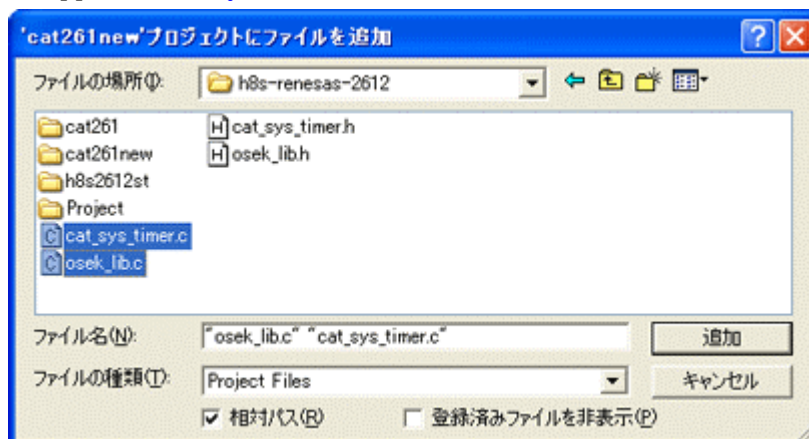 'cat261new'プロジェクトにファイルを追加
ファイルの場所(I):
h8s-renesas-2612
cat261
cat261new
h8s2612st
Project
cat_sys_timer.c
osek_lib.c
cat_sys_timer.h
osek_lib.h
ファイル名(N):
"osek_lib.c" "cat_sys_timer.c"
追加
ファイルの種類(T):
Project Files
キャンセル
相対パス(R)
登録済みファイルを非表示(P)